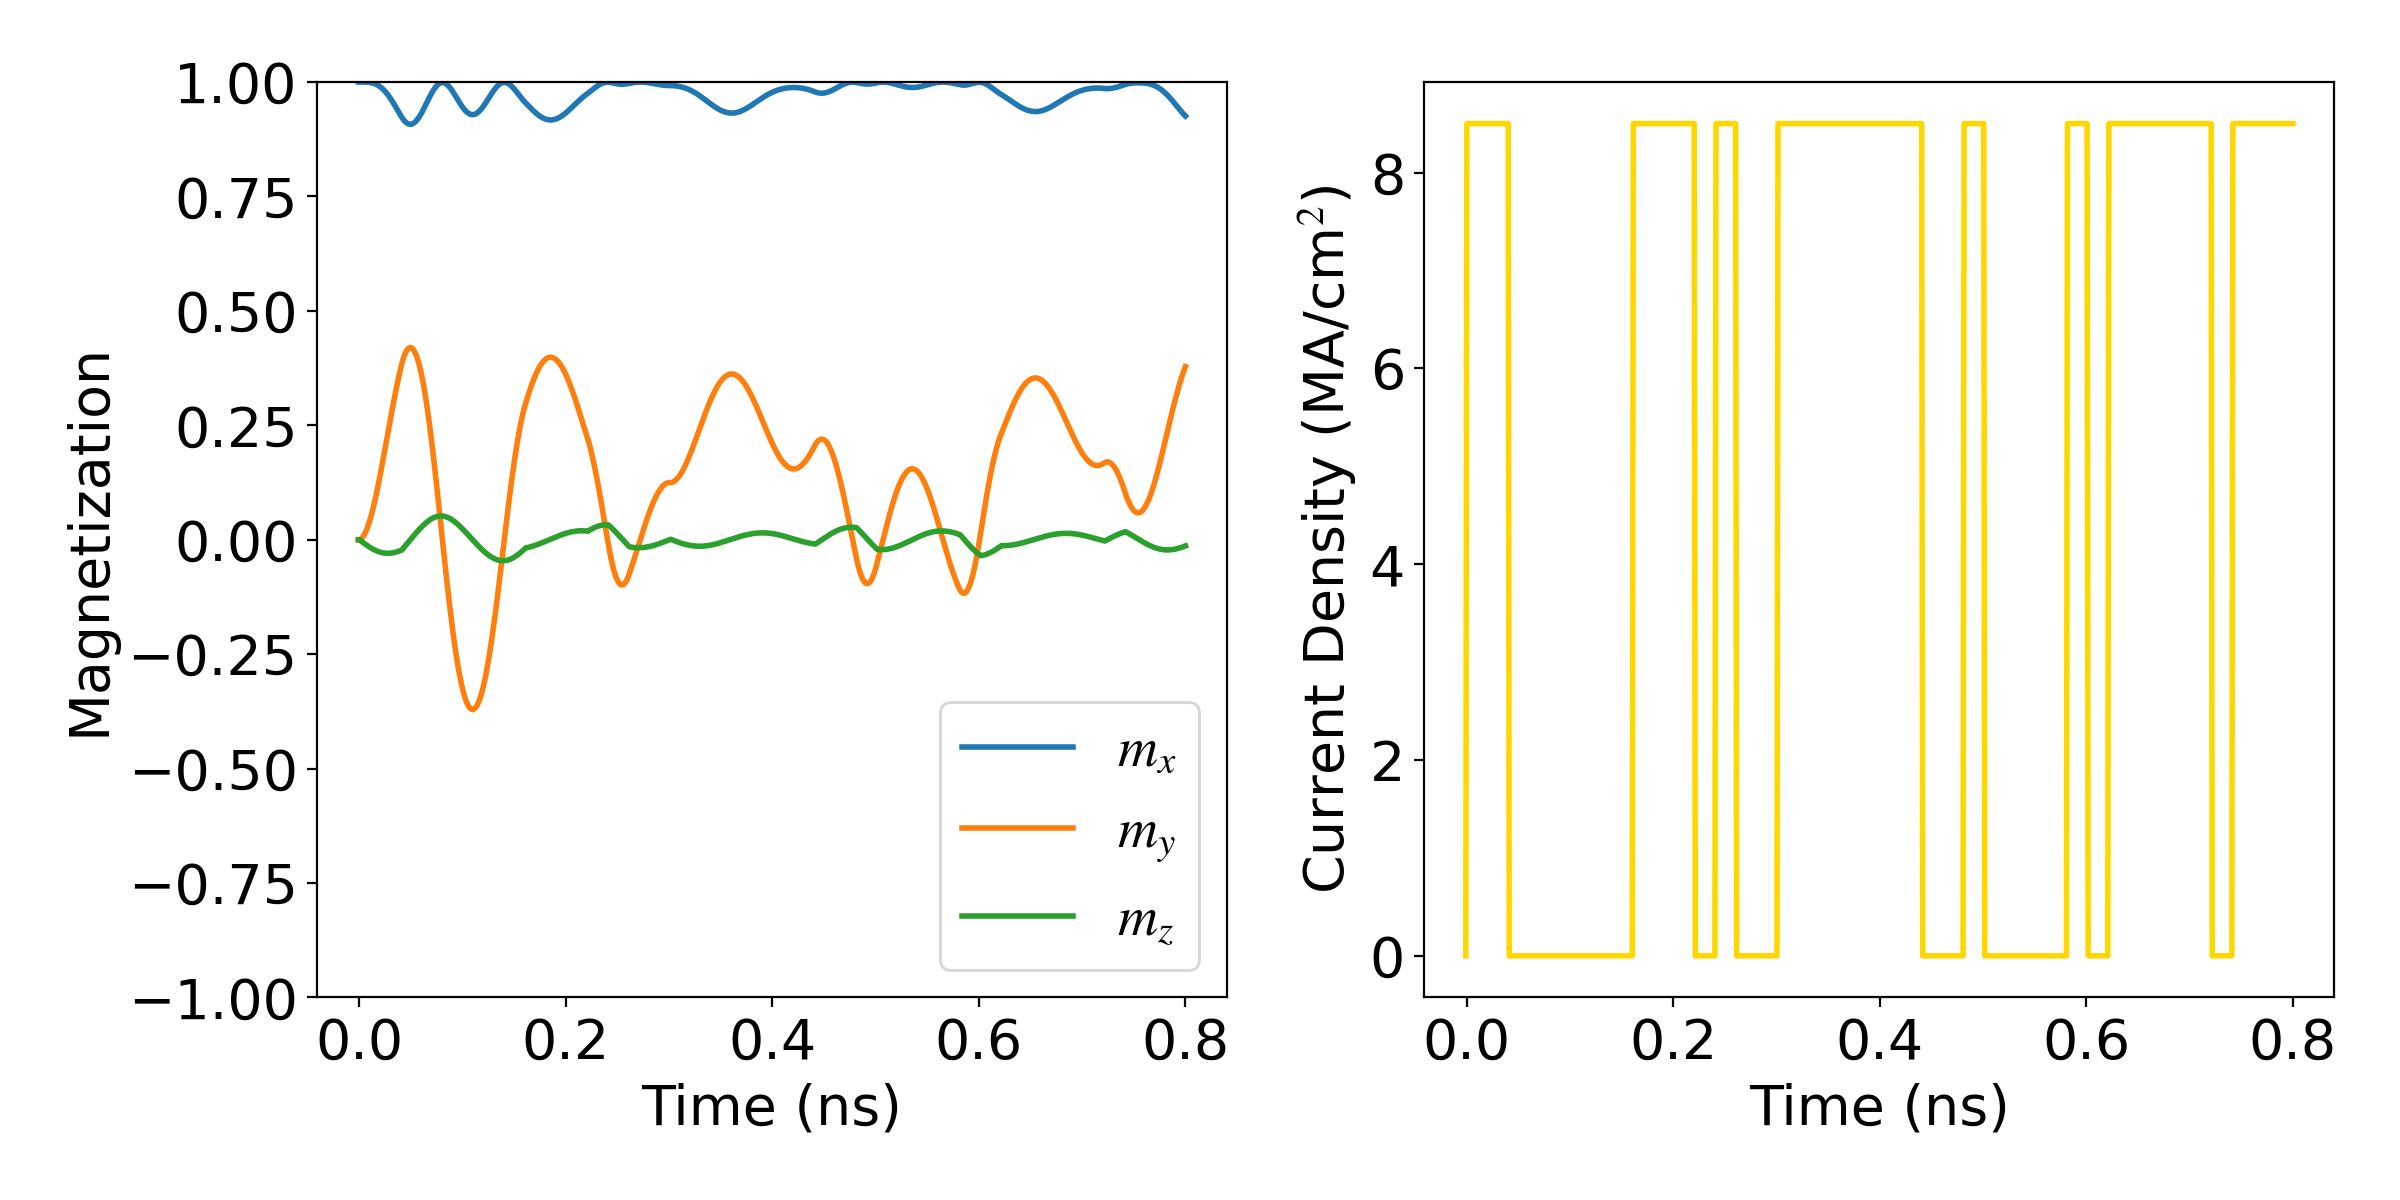 1.00
0.75
0.50
0.25
0.00
−0.25
−0.50
−0.75
−1.00
Magnetization
0.0 0.2 0.4 0.6 0.8
Time (ns)
m_x
m_y
m_z
8
6
4
2
0
Current Density (MA/cm²)
0.0 0.2 0.4 0.6 0.8
Time (ns)